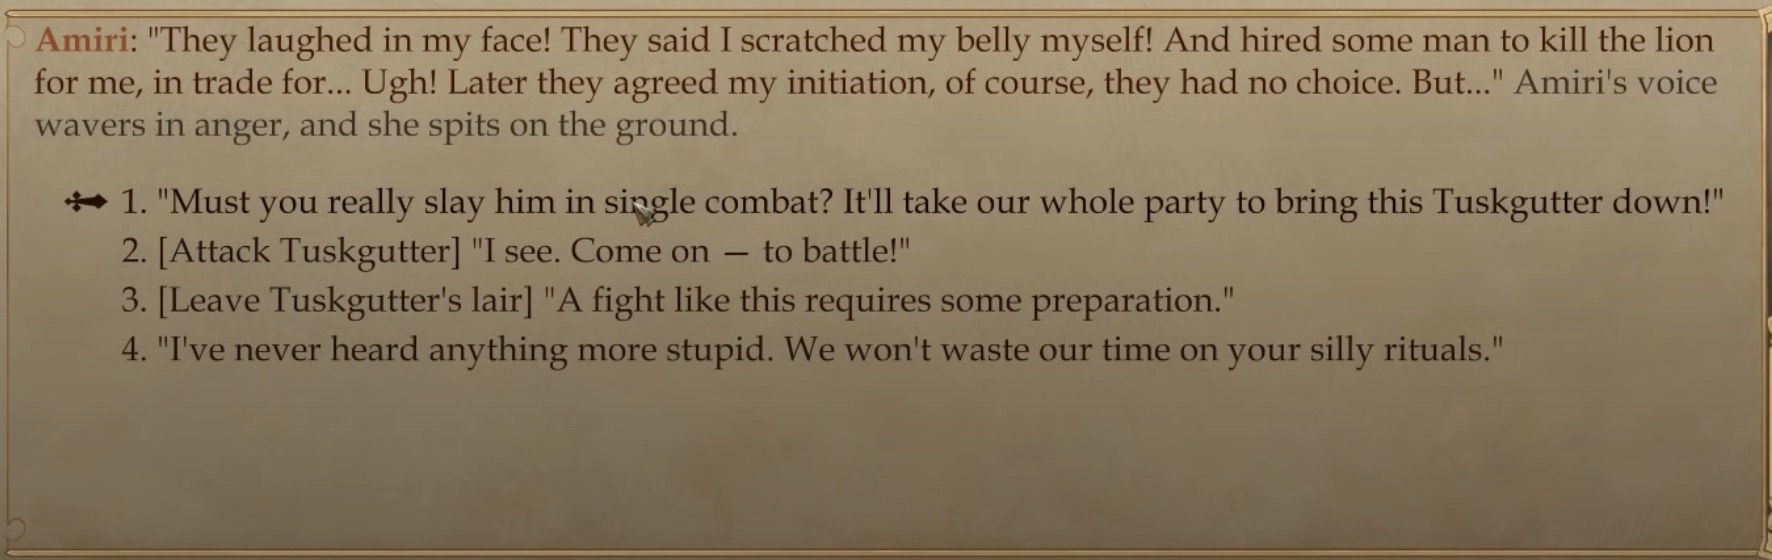 Amiri: "They laughed in my face! They said I scratched my belly myself! And hired some man to kill the lion
for me, in trade for... Ugh! Later they agreed my initiation, of course, they had no choice. But..." Amiri's voice
wavers in anger, and she spits on the ground.
1. "Must you really slay him in single combat? It'll take our whole party to bring this Tuskgutter down!"
2. [Attack Tuskgutter] "I see. Come on — to battle!"
3. [Leave Tuskgutter's lair] "A fight like this requires some preparation."
4. "I've never heard anything more stupid. We won't waste our time on your silly rituals."